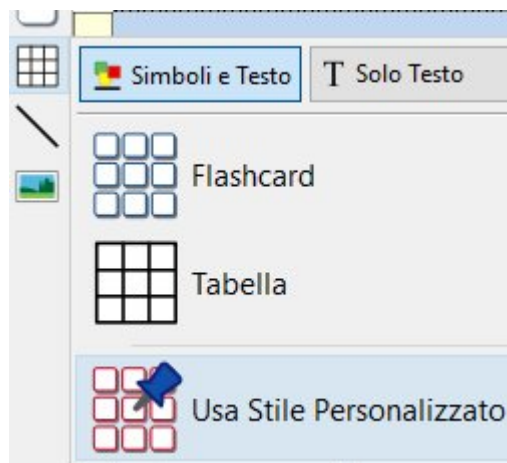 Simboli e Testo
T Solo Testo
Flashcard
Tabella
Usa Stile Personalizzato